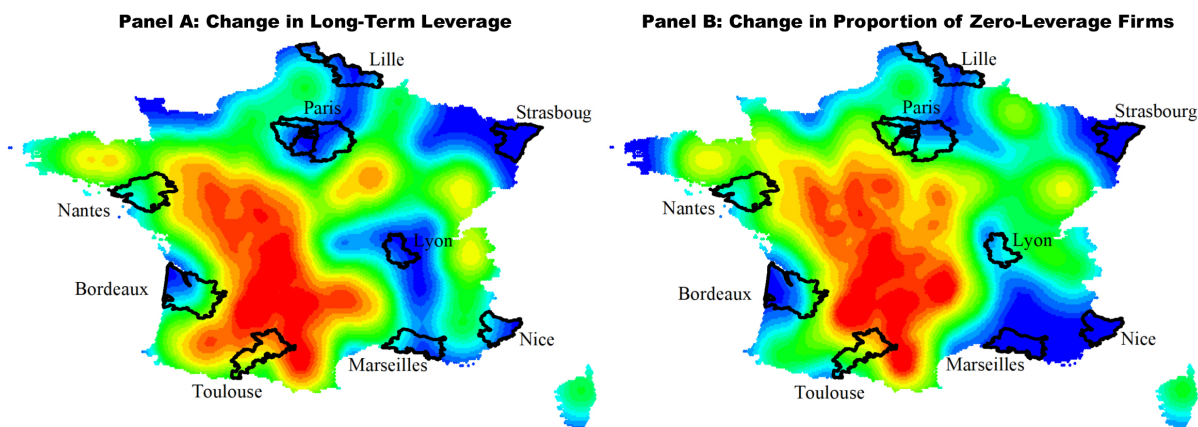 Panel A: Change in Long-Term Leverage
Lille
Paris
Strasboug
Nantes
Lyon
Bordeaux
Nice
Marseilles
Toulouse
Panel B: Change in Proportion of Zero-Leverage Firms
Lille
Paris
Strasbourg
Nantes
Lyon
Bordeaux
Nice
Marseilles
Toulouse